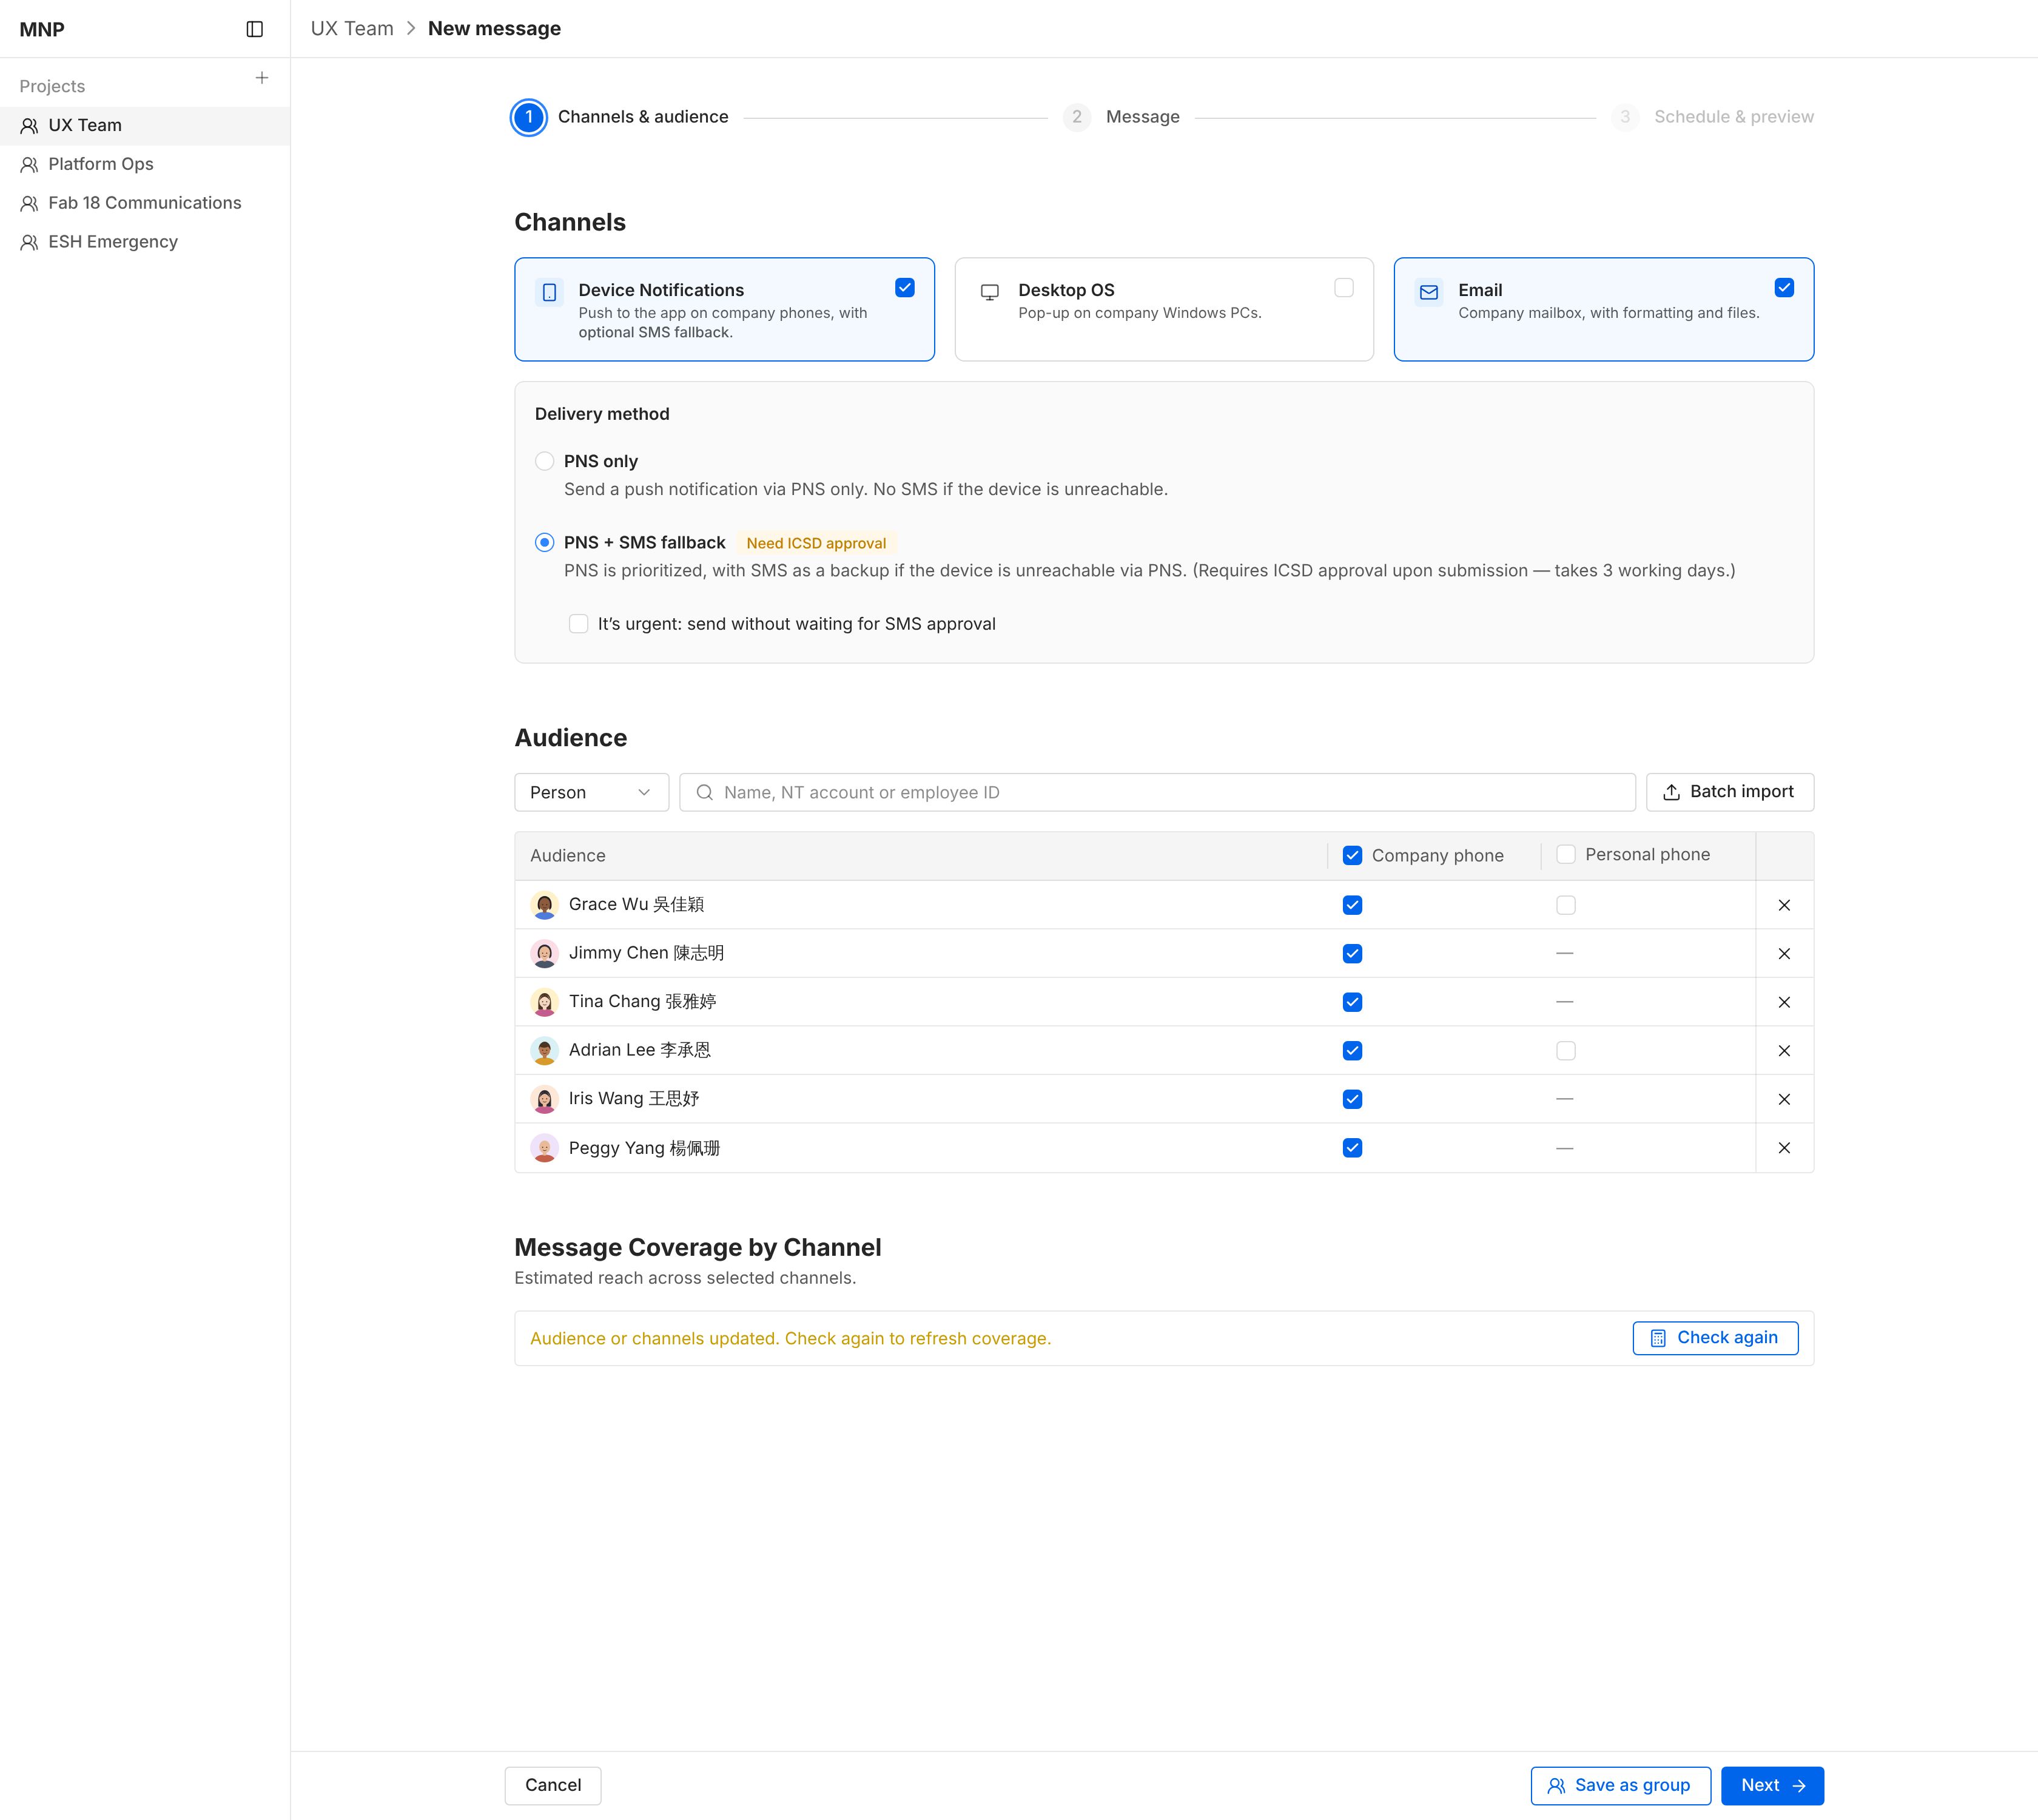 MNP
UX Team > New message
Projects
UX Team
Platform Ops
Fab 18 Communications
ESH Emergency
1 Channels & audience
2 Message
3 Schedule & preview
Channels
Device Notifications
Push to the app on company phones, with
optional SMS fallback.
Desktop OS
Pop-up on company Windows PCs.
Email
Company mailbox, with formatting and files.
Delivery method
PNS only
Send a push notification via PNS only. No SMS if the device is unreachable.
PNS + SMS fallback Need ICSD approval
PNS is prioritized, with SMS as a backup if the device is unreachable via PNS. (Requires ICSD approval upon submission — takes 3 working days.)
It’s urgent: send without waiting for SMS approval
Audience
Person
Name, NT account or employee ID
Batch import
Audience Company phone Personal phone
Grace Wu 吳佳穎
Jimmy Chen 陳志明 —
Tina Chang 張雅婷 —
Adrian Lee 李承恩
Iris Wang 王思妤 —
Peggy Yang 楊佩珊 —
Message Coverage by Channel
Estimated reach across selected channels.
Audience or channels updated. Check again to refresh coverage.
Check again
Cancel
Save as group
Next